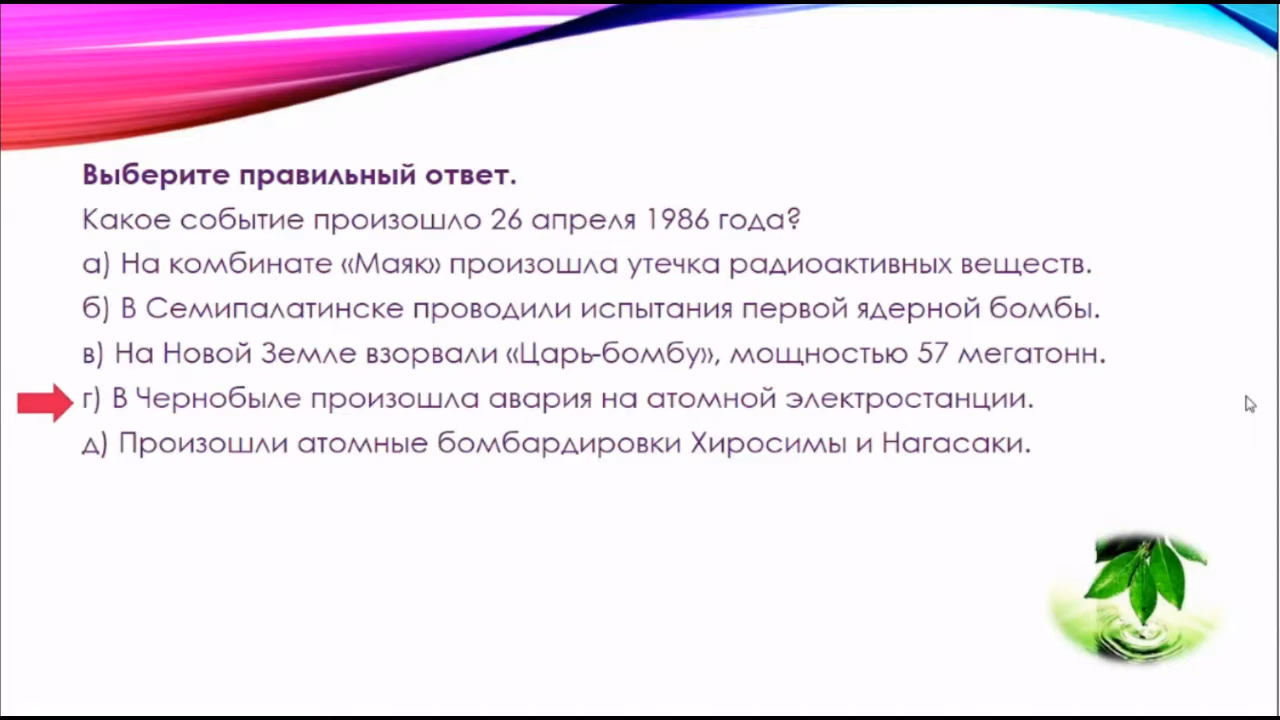 Выберите правильный ответ.
Какое событие произошло 26 апреля 1986 года?
а) На комбинате «Маяк» произошла утечка радиоактивных веществ.
б) В Семипалатинске проводили испытания первой ядерной бомбы.
в) На Новой Земле взорвали «Царь-бомбу», мощностью 57 мегатонн.
г) В Чернобыле произошла авария на атомной электростанции.
д) Произошли атомные бомбардировки Хиросимы и Нагасаки.